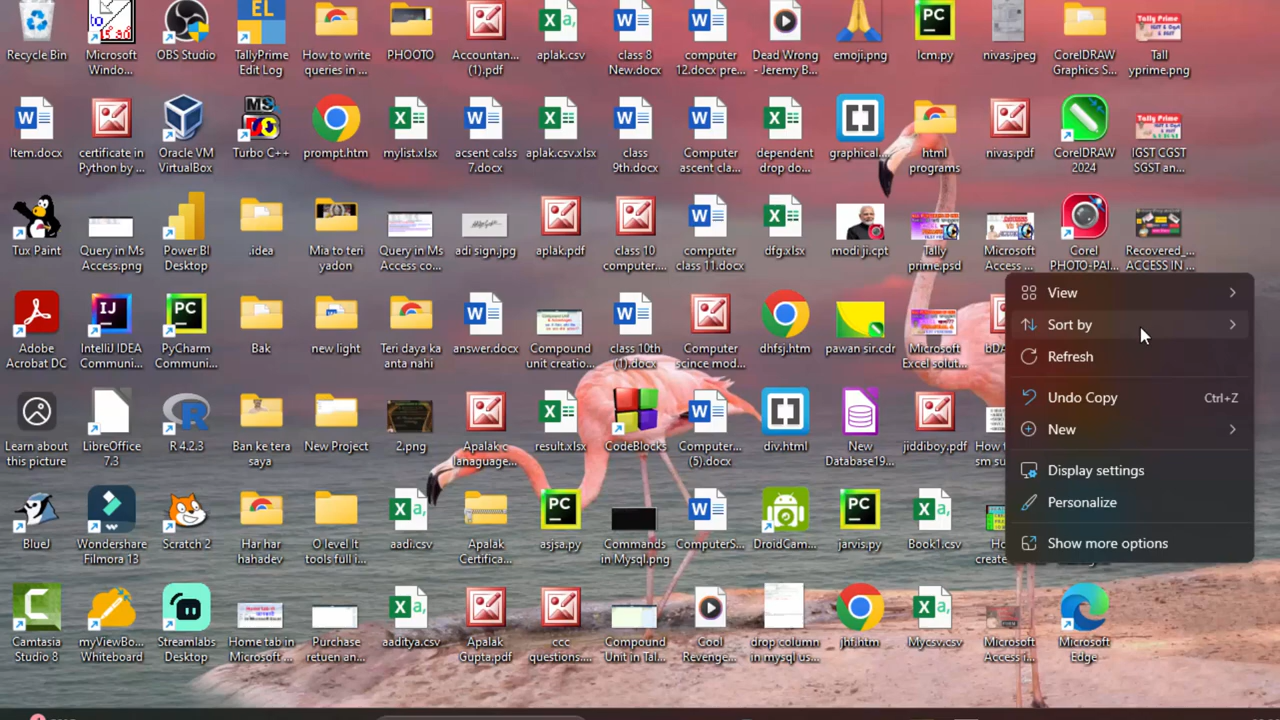 Recycle Bin
Microsoft
Windo...
OBS Studio
TallyPrime
Edit Log
How to write
queries in ...
PHOOTO
Accountan...
(1).pdf
aplak.csv
class 8
New.docx
computer
12.docx pre...
Dead Wrong
- Jeremy B...
emoji.png
lcm.py
nivas.jpeg
CorelDRAW
Graphics S...
Tall
yprime.png
Item.docx
certificate in
Python by ...
Oracle VM
VirtualBox
Turbo C++
prompt.htm
mylist.xlsx
acsent calss
7.docx
aplak.csv.xlsx
class
9th.docx
Computer
ascent cla...
dependent
drop do...
graphical....
html
programs
nivas.pdf
CorelDRAW
2024
IGST CGST
SGST an...
Tux Paint
Query in Ms
Access.png
Power BI
Desktop
.idea
Mia to teri
yadon
Query in Ms
Access co...
adi sign.jpg
aplak.pdf
class 10
computer....
computer
class 11.docx
dfg.xlsx
modi ji.cpt
Tally
prime.psd
Microsoft
Access ...
Corel
PHOTO-PAI...
Recovered_...
ACCESS IN ...
Adobe
Acrobat DC
IntelliJ IDEA
Communi...
PyCharm
Communi...
Bak
new light
Teri daya ka
anta nahi
answer.docx
Compound
unit creatio...
class 10th
(1).docx
Computer
scince mod...
dhfsj.htm
pawan sir.cdr
Microsoft
Excel solut...
Learn about
this picture
LibreOffice
7.3
R 4.2.3
Ban ke tera
saya
New Project
2.png
Apalak c
lanaguage...
result.xlsx
CodeBlocks
Computer...
(5).docx
div.html
New
Database19...
jiddiboy.pdf
BlueJ
Wondershare
Filmora 13
Scratch 2
Har har
hahadev
O level It
tools full i...
aadi.csv
Apalak
Certifica...
asjsa.py
Commands
in Mysql.png
ComputerS...
DroidCam...
jarvis.py
Book1.csv
Camtasia
Studio 8
myViewBo...
Whiteboard
Streamlabs
Desktop
Home tab in
Microsoft ...
Purchase
retuen an...
aaditya.csv
Apalak
Gupta.pdf
ccc
questions....
Compound
Unit in Tal...
Cool
Revenge...
drop column
in mysql us...
jhfj.htm
Mycsv.csv
Microsoft
Access i...
Microsoft
Edge
View
Sort by
Refresh
Undo Copy Ctrl+Z
New
Display settings
Personalize
Show more options